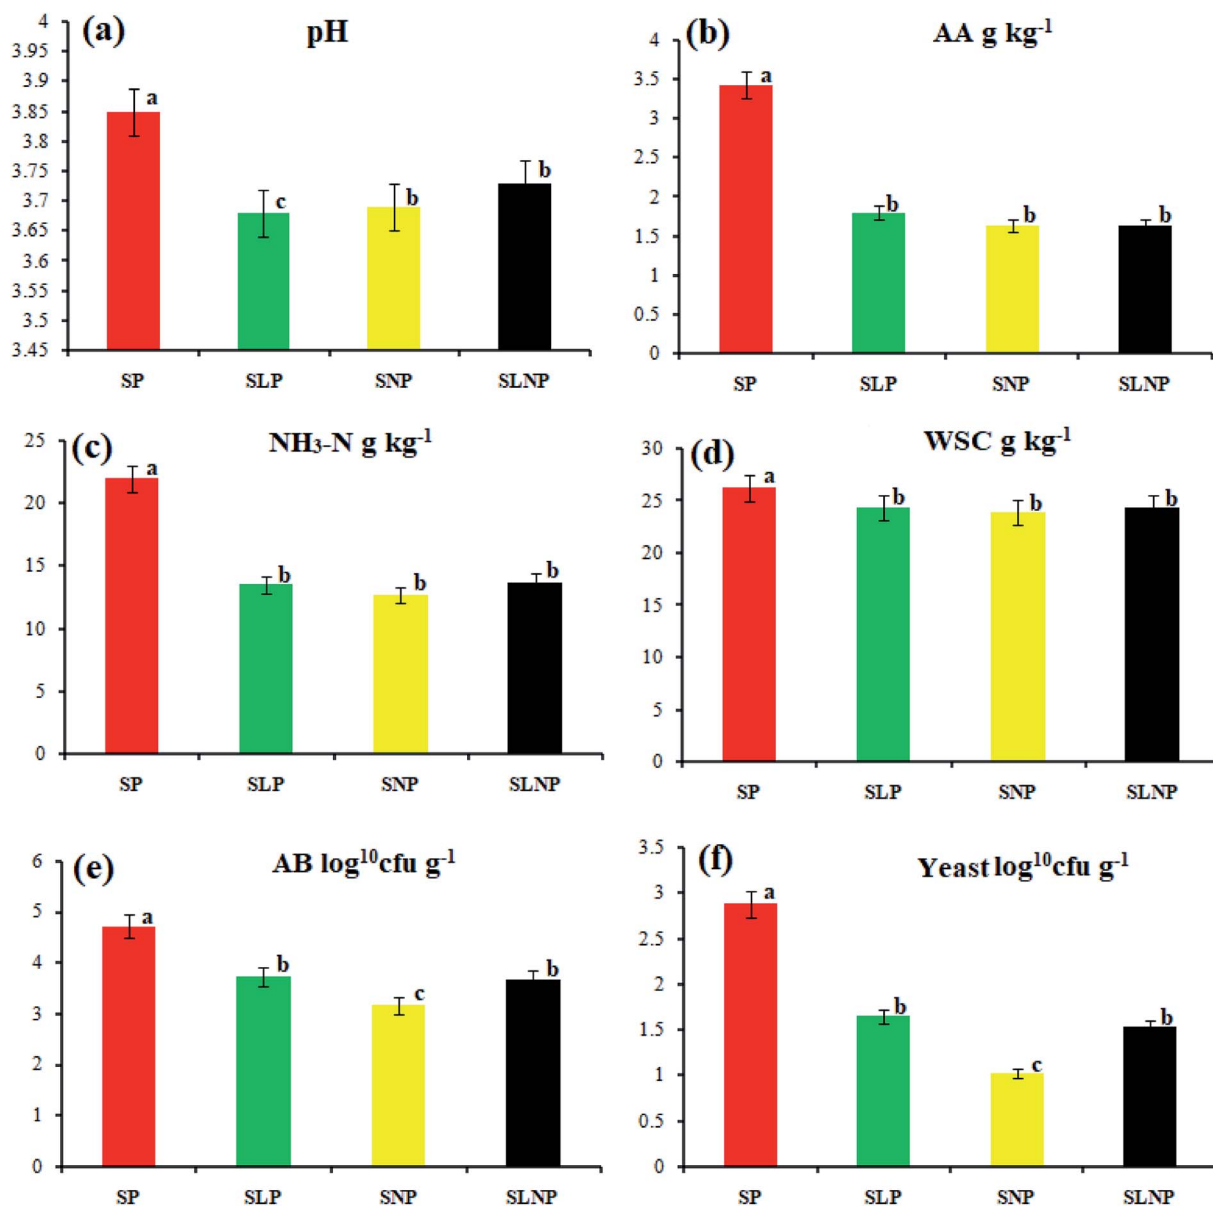 (a) pH
4
3.95
3.9
3.85
3.8
3.75
3.7
3.65
3.6
3.55
3.5
3.45
a
c
b
b
SP SLP SNP SLNP
(b) AA g kg-1
4
3.5
3
2.5
2
1.5
1
0.5
0
a
b
b
b
SP SLP SNP SLNP
(c) NH3-N g kg-1
25
20
15
10
5
0
a
b
b
b
SP SLP SNP SLNP
(d) WSC g kg-1
30
25
20
15
10
5
0
a
b
b
b
SP SLP SNP SLNP
(e) AB log10cfu g-1
6
5
4
3
2
1
0
a
b
c
b
SP SLP SNP SLNP
(f) Yeast log10cfu g-1
3.5
3
2.5
2
1.5
1
0.5
0
a
b
c
b
SP SLP SNP SLNP